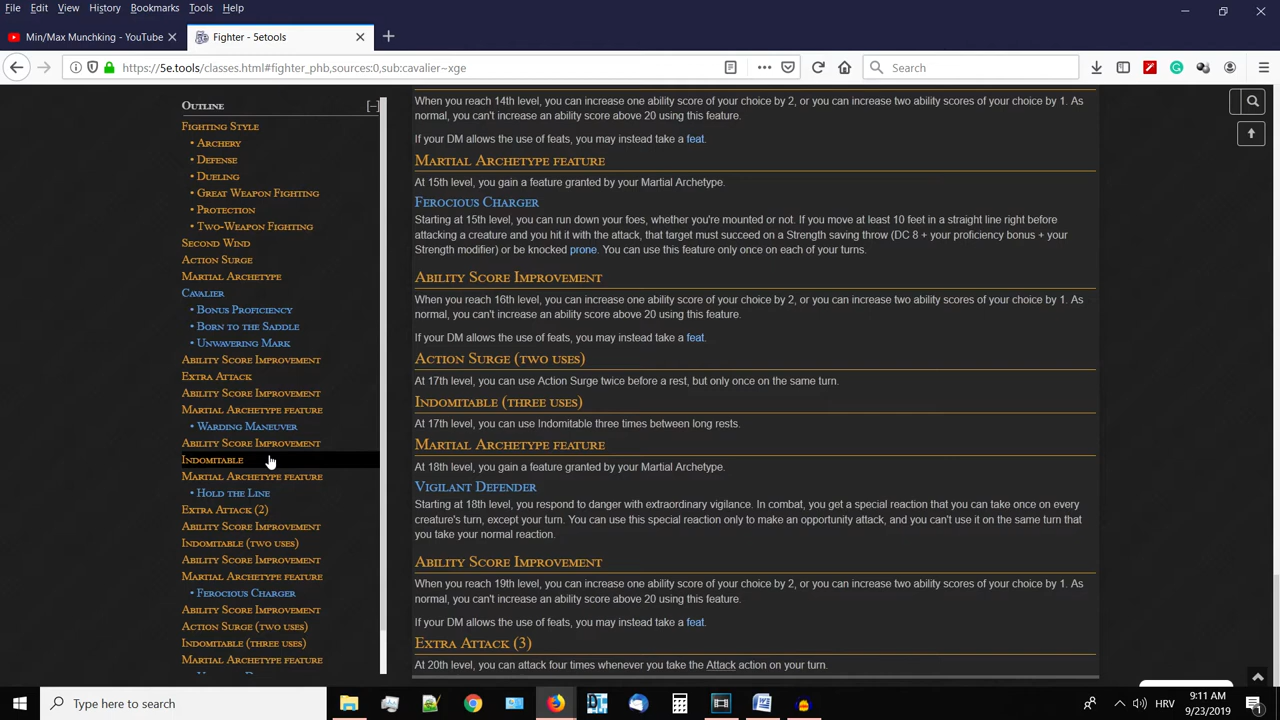 File Edit View History Bookmarks Tools Help
Min/Max Munchking - YouTube
Fighter - 5etools
https://5e.tools/classes.html#fighter_phb,sources:0,sub:cavalier~xge
Search
Outline [–]
Fighting Style
• Archery
• Defense
• Dueling
• Great Weapon Fighting
• Protection
• Two-Weapon Fighting
Second Wind
Action Surge
Martial Archetype
Cavalier
• Bonus Proficiency
• Born to the Saddle
• Unwavering Mark
Ability Score Improvement
Extra Attack
Ability Score Improvement
Martial Archetype feature
• Warding Maneuver
Ability Score Improvement
Indomitable
Martial Archetype feature
• Hold the Line
Extra Attack (2)
Ability Score Improvement
Indomitable (two uses)
Ability Score Improvement
Martial Archetype feature
• Ferocious Charger
Ability Score Improvement
Action Surge (two uses)
Indomitable (three uses)
Martial Archetype feature
When you reach 14th level, you can increase one ability score of your choice by 2, or you can increase two ability scores of your choice by 1. As
normal, you can't increase an ability score above 20 using this feature.
If your DM allows the use of feats, you may instead take a feat.
Martial Archetype feature
At 15th level, you gain a feature granted by your Martial Archetype.
Ferocious Charger
Starting at 15th level, you can run down your foes, whether you're mounted or not. If you move at least 10 feet in a straight line right before
attacking a creature and you hit it with the attack, that target must succeed on a Strength saving throw (DC 8 + your proficiency bonus + your
Strength modifier) or be knocked prone. You can use this feature only once on each of your turns.
Ability Score Improvement
When you reach 16th level, you can increase one ability score of your choice by 2, or you can increase two ability scores of your choice by 1. As
normal, you can't increase an ability score above 20 using this feature.
If your DM allows the use of feats, you may instead take a feat.
Action Surge (two uses)
At 17th level, you can use Action Surge twice before a rest, but only once on the same turn.
Indomitable (three uses)
At 17th level, you can use Indomitable three times between long rests.
Martial Archetype feature
At 18th level, you gain a feature granted by your Martial Archetype.
Vigilant Defender
Starting at 18th level, you respond to danger with extraordinary vigilance. In combat, you get a special reaction that you can take once on every
creature's turn, except your turn. You can use this special reaction only to make an opportunity attack, and you can't use it on the same turn that
you take your normal reaction.
Ability Score Improvement
When you reach 19th level, you can increase one ability score of your choice by 2, or you can increase two ability scores of your choice by 1. As
normal, you can't increase an ability score above 20 using this feature.
If your DM allows the use of feats, you may instead take a feat.
Extra Attack (3)
At 20th level, you can attack four times whenever you take the Attack action on your turn.
Type here to search
HRV
9:11 AM
9/23/2019
1